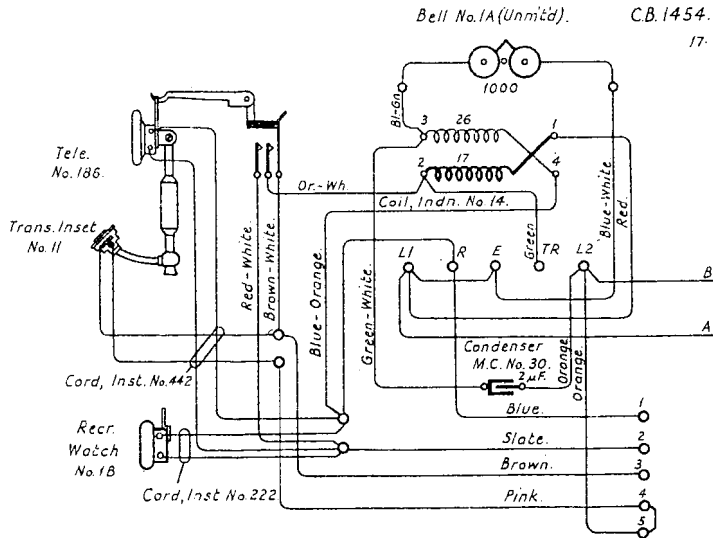 Bell No.1A (Unm't'd).
C.B.1454.
17-
1000
Bl-Gn
3
26
1
2
17
4
Tele.
No.186.
Or.-Wh.
Coil, Indn. No 14.
Blue-White
Red.
Trans. Inset
No.11
Green
L1
R
E
TR
L2
Red-White.
Brown-White.
Blue-Orange.
Green-White.
B
A
Condenser
M.C. No. 30.
2 μF.
Orange
Orange.
Cord, Inst. No.442
Blue.
1
Recr.
Watch
No.1B
Slate.
2
Brown.
3
Cord, Inst No.222
Pink.
4
5